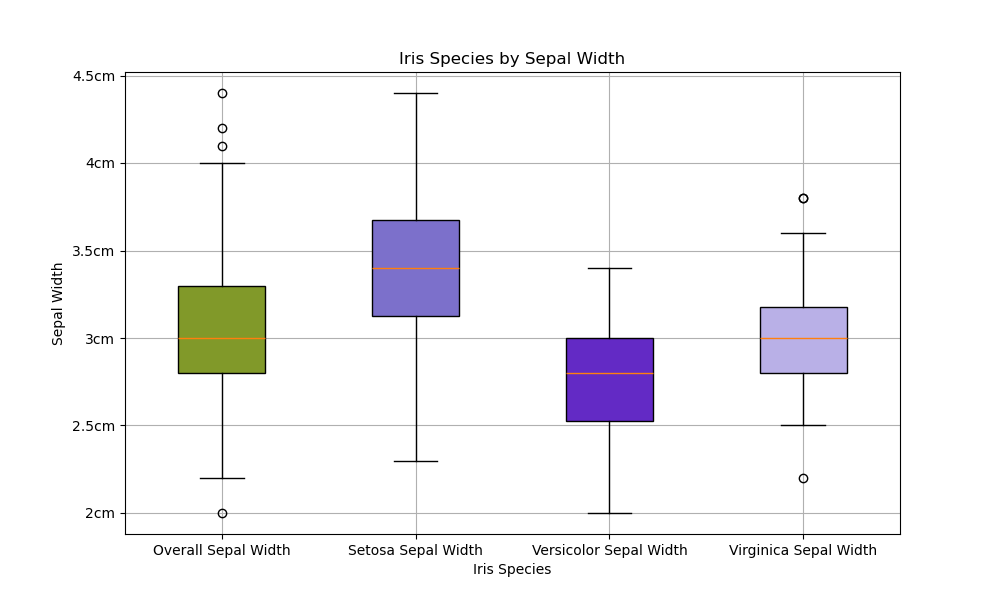 Iris Species by Sepal Width
4.5cm
4cm
3.5cm
3cm
2.5cm
2cm
Sepal Width
Overall Sepal Width
Setosa Sepal Width
Versicolor Sepal Width
Virginica Sepal Width
Iris Species